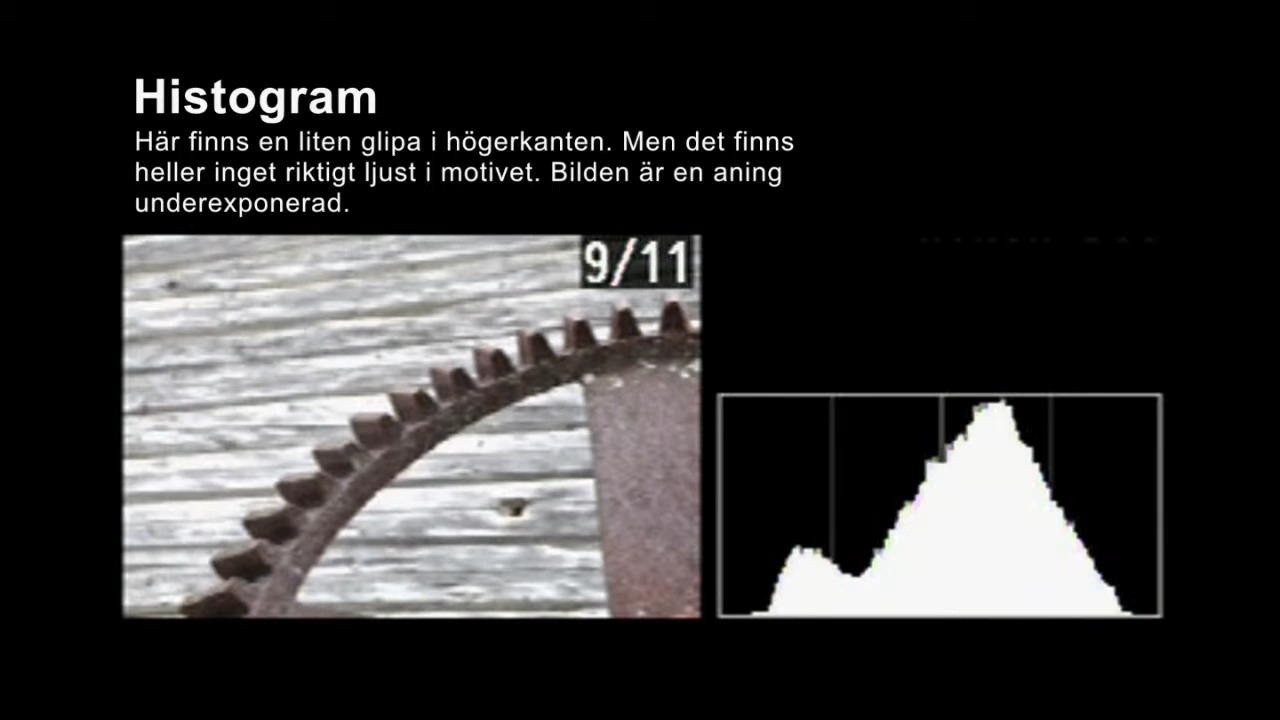 Histogram
Här finns en liten glipa i högerkanten. Men det finns
heller inget riktigt ljust i motivet. Bilden är en aning
underexponerad.
9/11